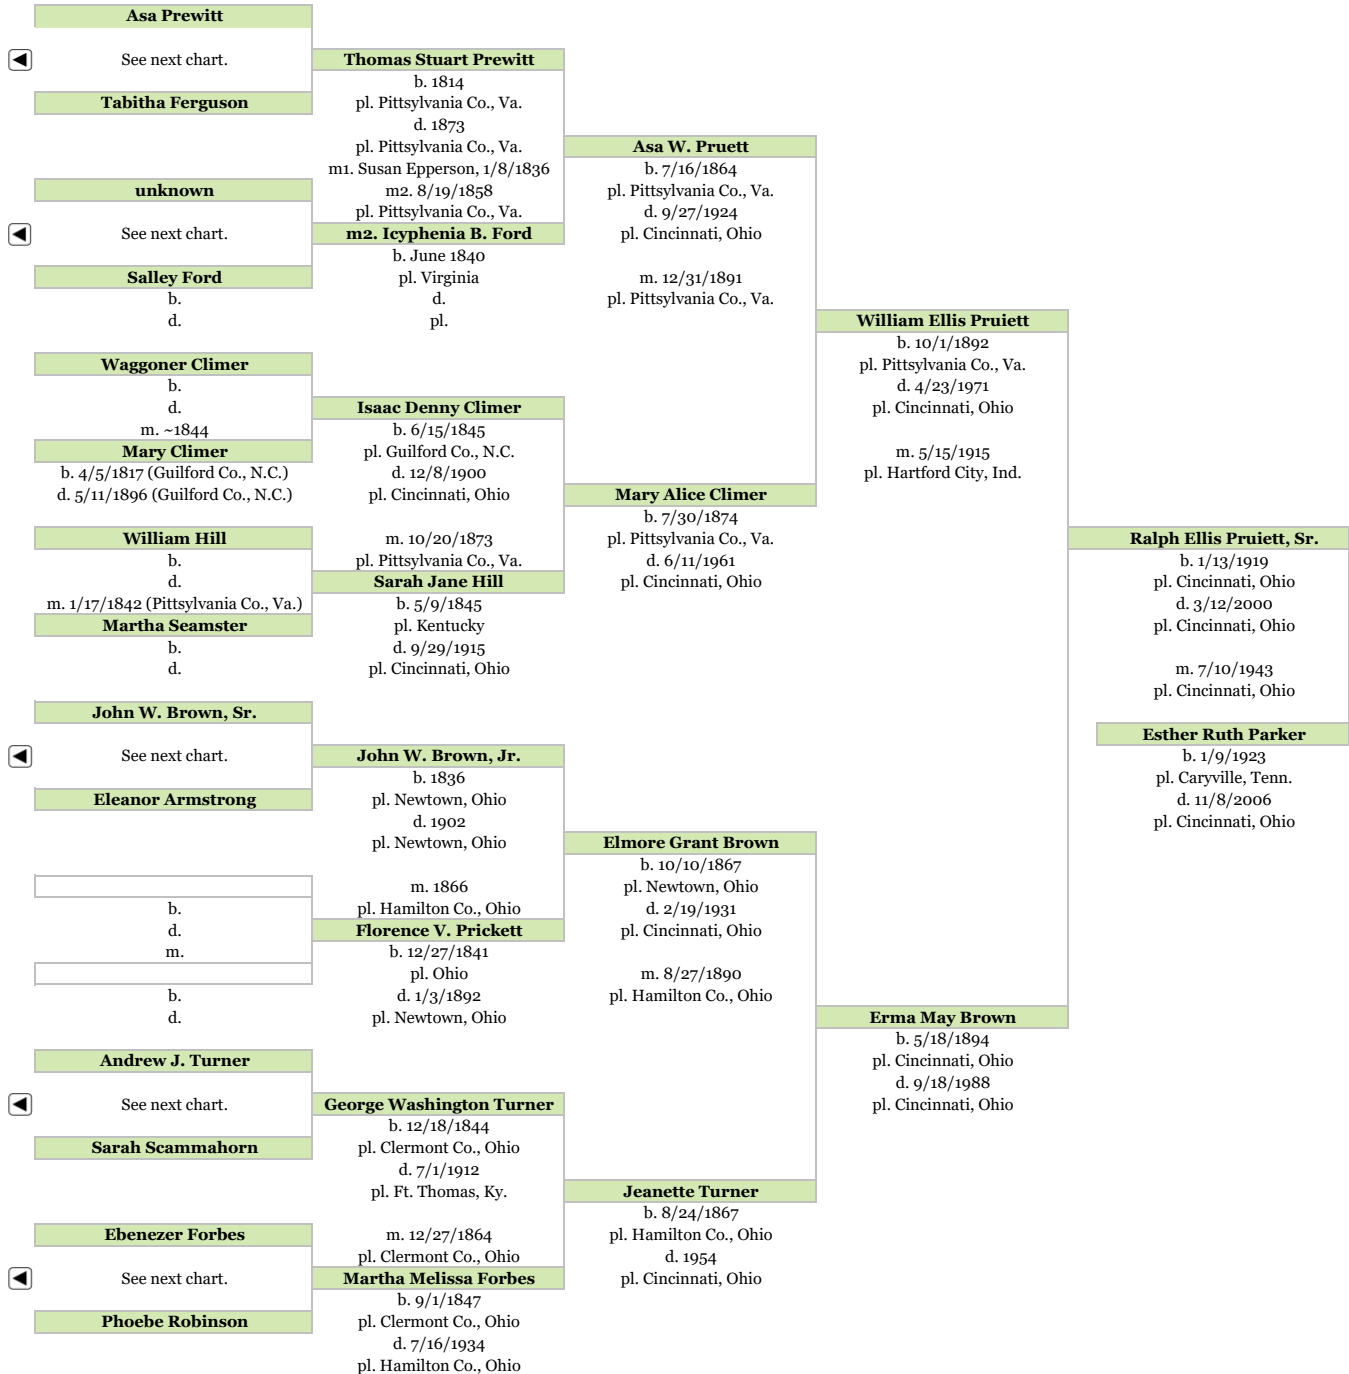 Asa Prewitt
See next chart.
Tabitha Ferguson
unknown
See next chart.
Salley Ford
b.
d.
Waggoner Climer
b.
d.
m. ~1844
Mary Climer
b. 4/5/1817 (Guilford Co., N.C.)
d. 5/11/1896 (Guilford Co., N.C.)
William Hill
b.
d.
m. 1/17/1842 (Pittsylvania Co., Va.)
Martha Seamster
b.
d.
John W. Brown, Sr.
See next chart.
Eleanor Armstrong
b.
d.
m.
b.
d.
Andrew J. Turner
See next chart.
Sarah Scammahorn
Ebenezer Forbes
See next chart.
Phoebe Robinson
Thomas Stuart Prewitt
b. 1814
pl. Pittsylvania Co., Va.
d. 1873
pl. Pittsylvania Co., Va.
m1. Susan Epperson, 1/8/1836
m2. 8/19/1858
pl. Pittsylvania Co., Va.
m2. Icyphenia B. Ford
b. June 1840
pl. Virginia
d.
pl.
Isaac Denny Climer
b. 6/15/1845
pl. Guilford Co., N.C.
d. 12/8/1900
pl. Cincinnati, Ohio
m. 10/20/1873
pl. Pittsylvania Co., Va.
Sarah Jane Hill
b. 5/9/1845
pl. Kentucky
d. 9/29/1915
pl. Cincinnati, Ohio
John W. Brown, Jr.
b. 1836
pl. Newtown, Ohio
d. 1902
pl. Newtown, Ohio
m. 1866
pl. Hamilton Co., Ohio
Florence V. Prickett
b. 12/27/1841
pl. Ohio
d. 1/3/1892
pl. Newtown, Ohio
George Washington Turner
b. 12/18/1844
pl. Clermont Co., Ohio
d. 7/1/1912
pl. Ft. Thomas, Ky.
m. 12/27/1864
pl. Clermont Co., Ohio
Martha Melissa Forbes
b. 9/1/1847
pl. Clermont Co., Ohio
d. 7/16/1934
pl. Hamilton Co., Ohio
Asa W. Pruett
b. 7/16/1864
pl. Pittsylvania Co., Va.
d. 9/27/1924
pl. Cincinnati, Ohio
m. 12/31/1891
pl. Pittsylvania Co., Va.
Mary Alice Climer
b. 7/30/1874
pl. Pittsylvania Co., Va.
d. 6/11/1961
pl. Cincinnati, Ohio
Elmore Grant Brown
b. 10/10/1867
pl. Newtown, Ohio
d. 2/19/1931
pl. Cincinnati, Ohio
m. 8/27/1890
pl. Hamilton Co., Ohio
Jeanette Turner
b. 8/24/1867
pl. Hamilton Co., Ohio
d. 1954
pl. Cincinnati, Ohio
William Ellis Pruiett
b. 10/1/1892
pl. Pittsylvania Co., Va.
d. 4/23/1971
pl. Cincinnati, Ohio
m. 5/15/1915
pl. Hartford City, Ind.
Erma May Brown
b. 5/18/1894
pl. Cincinnati, Ohio
d. 9/18/1988
pl. Cincinnati, Ohio
Ralph Ellis Pruiett, Sr.
b. 1/13/1919
pl. Cincinnati, Ohio
d. 3/12/2000
pl. Cincinnati, Ohio
m. 7/10/1943
pl. Cincinnati, Ohio
Esther Ruth Parker
b. 1/9/1923
pl. Caryville, Tenn.
d. 11/8/2006
pl. Cincinnati, Ohio